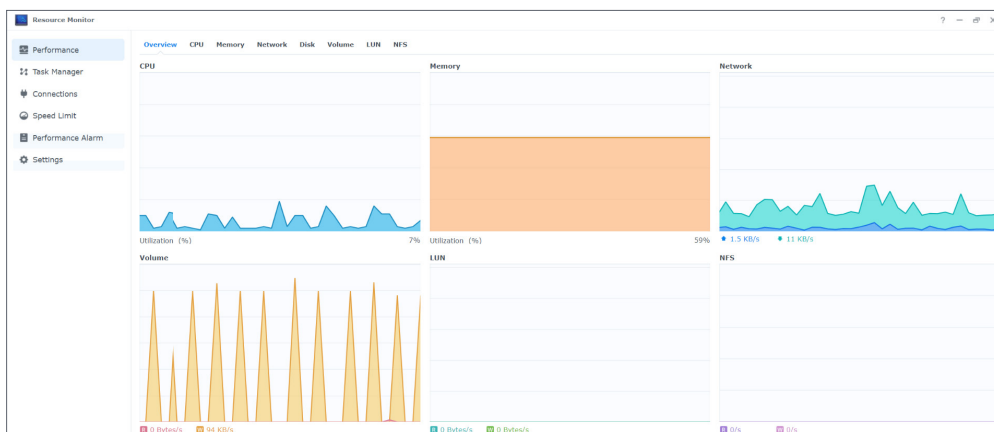 Resource Monitor
?
Performance
Task Manager
Connections
Speed Limit
Performance Alarm
Settings
Overview CPU Memory Network Disk Volume LUN NFS
CPU
Utilization (%) 7%
Memory
Utilization (%) 59%
Network
1.5 KB/s 11 KB/s
Volume
R 0 Bytes/s W 94 KB/s
LUN
R 0 Bytes/s W 0 Bytes/s
NFS
R 0/s W 0/s